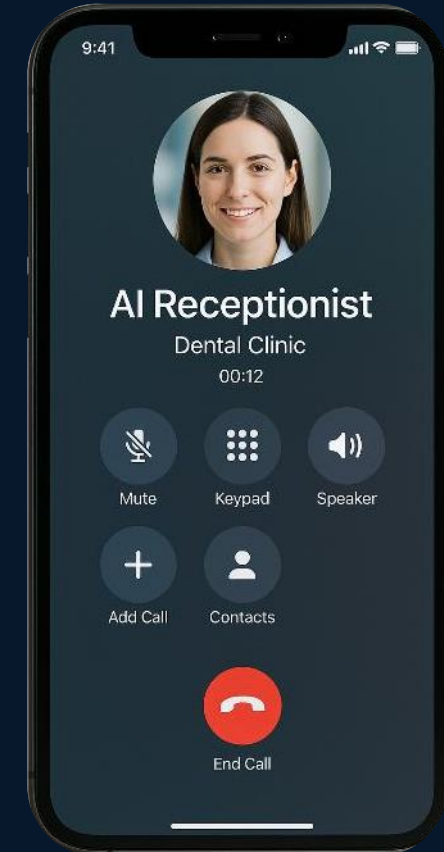 9:41
AI Receptionist
Dental Clinic
00:12
Mute Keypad Speaker
Add Call Contacts
End Call